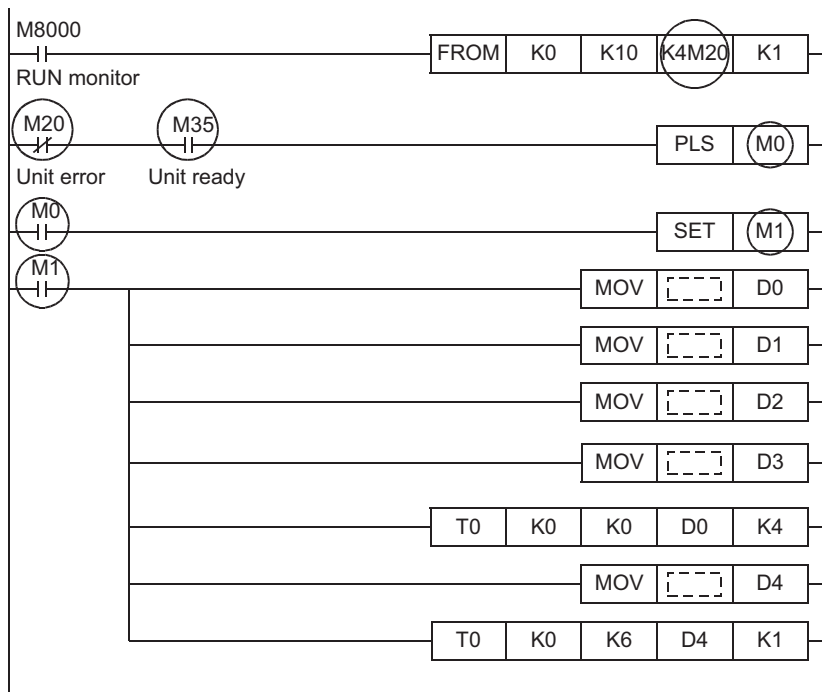 M8000
FROM K0 K10 K4M20 K1
RUN monitor
M20 M35
PLS M0
Unit error Unit ready
M0
SET M1
M1
MOV D0
MOV D1
MOV D2
MOV D3
T0 K0 K0 D0 K4
MOV D4
T0 K0 K6 D4 K1